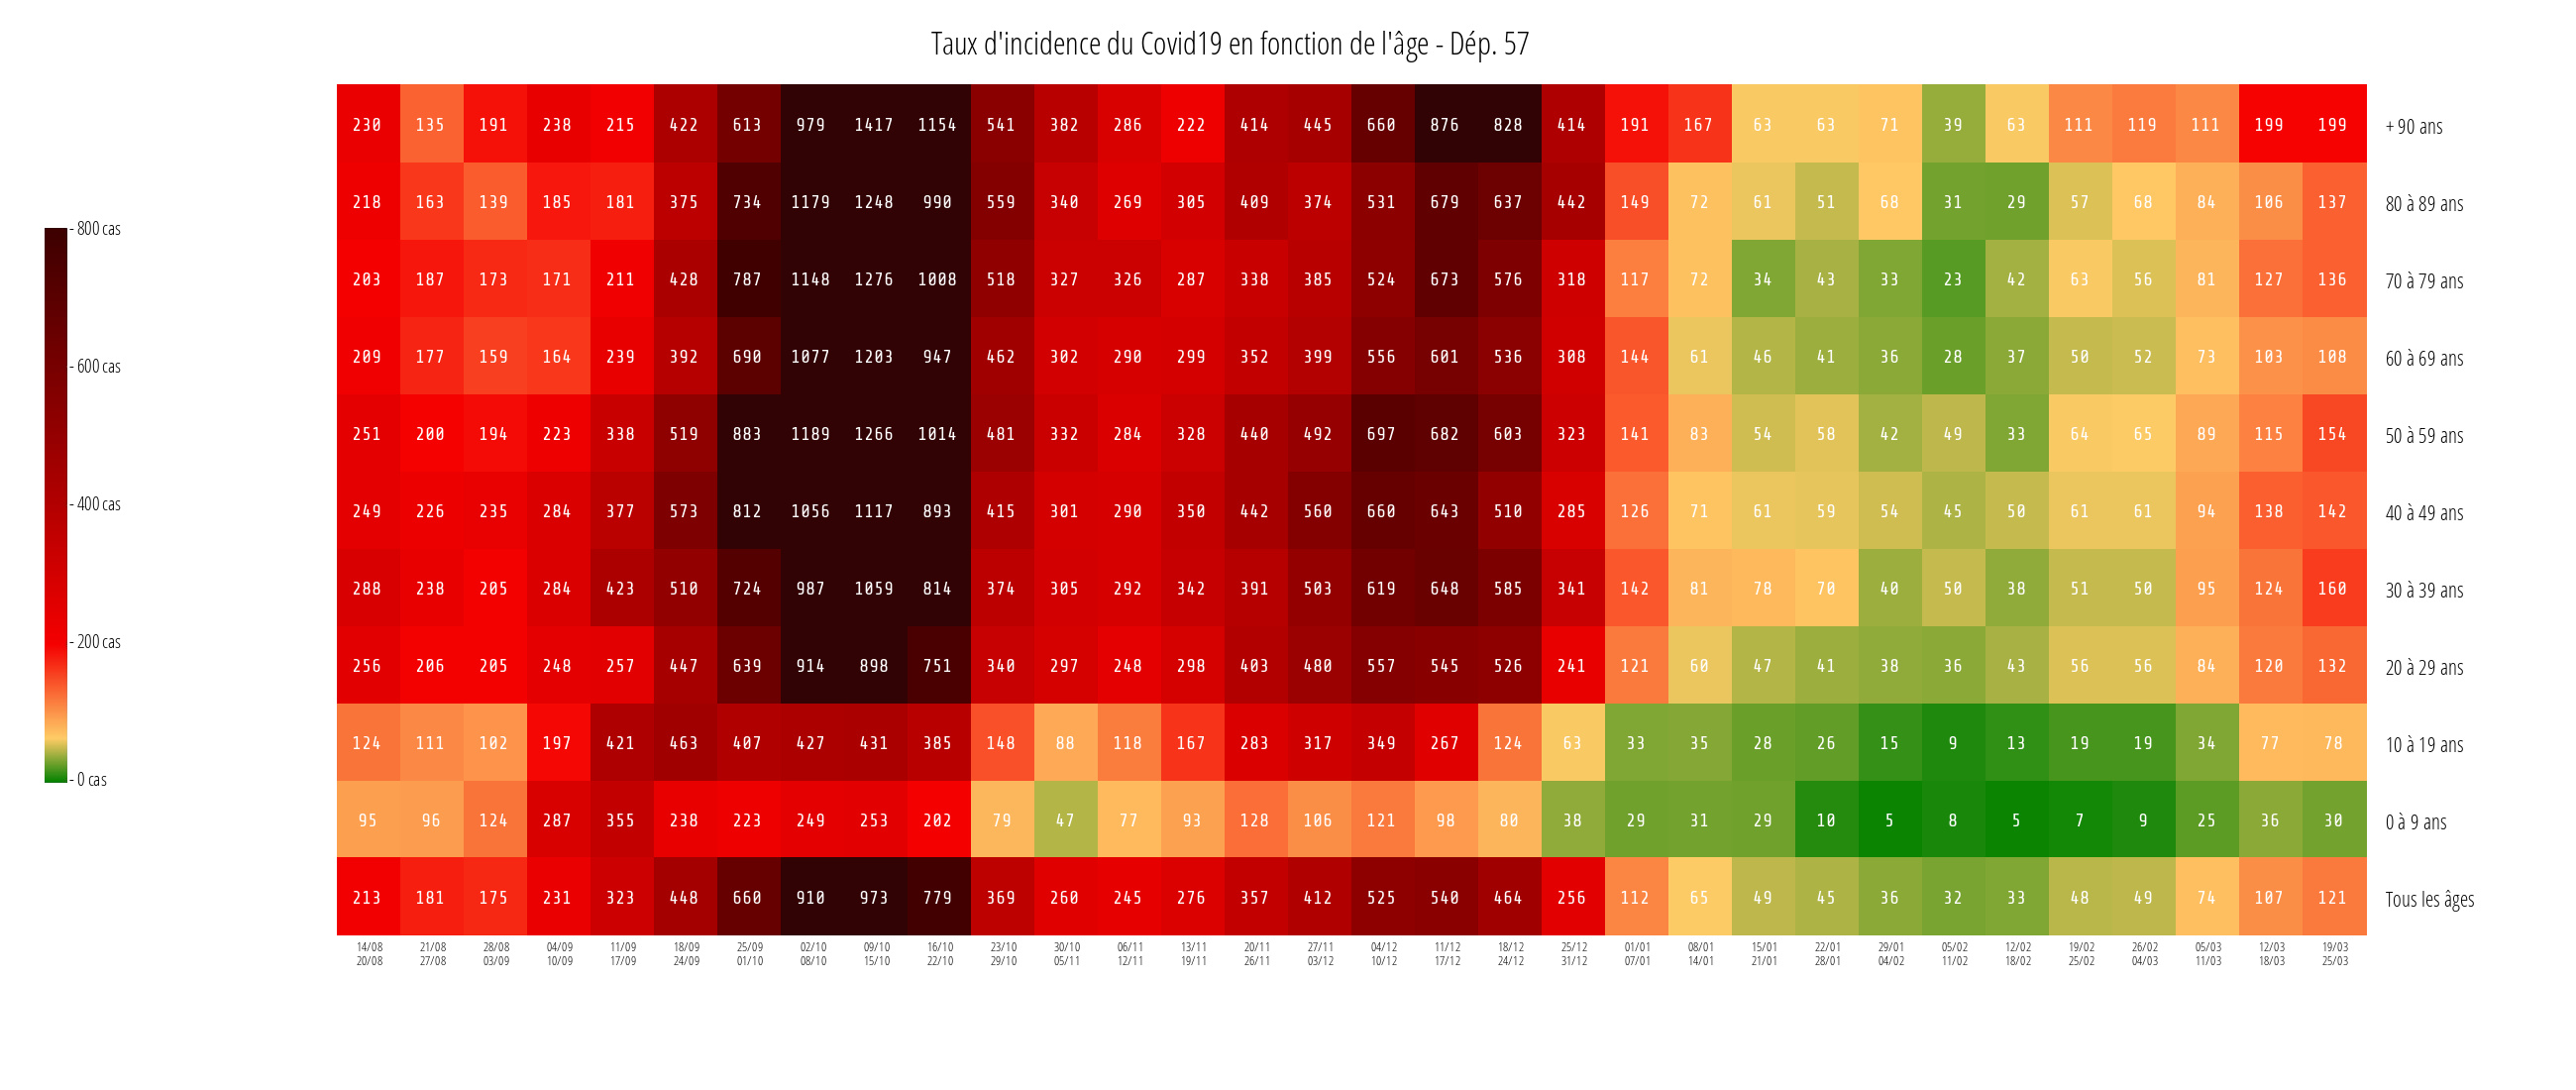 Taux d'incidence du Covid19 en fonction de l'âge - Dép. 57
230 135 191 238 215 422 613 979 1417 1154 541 382 286 222 414 445 660 876 828 414 191 167 63 63 71 39 63 111 119 111 199 199 + 90 ans
218 163 139 185 181 375 734 1179 1248 990 559 340 269 305 409 374 531 679 637 442 149 72 61 51 68 31 29 57 68 84 106 137 80 à 89 ans
- 800 cas
203 187 173 171 211 428 787 1148 1276 1008 518 327 326 287 338 385 524 673 576 318 117 72 34 43 33 23 42 63 56 81 127 136 70 à 79 ans
209 177 159 164 239 392 690 1077 1203 947 462 302 290 299 352 399 556 601 536 308 144 61 46 41 36 28 37 50 52 73 103 108 60 à 69 ans
- 600 cas
251 200 194 223 338 519 883 1189 1266 1014 481 332 284 328 440 492 697 682 603 323 141 83 54 58 42 49 33 64 65 89 115 154 50 à 59 ans
- 400 cas
249 226 235 284 377 573 812 1056 1117 893 415 301 290 350 442 560 660 643 510 285 126 71 61 59 54 45 50 61 61 94 138 142 40 à 49 ans
288 238 205 284 423 510 724 987 1059 814 374 305 292 342 391 503 619 648 585 341 142 81 78 70 40 50 38 51 50 95 124 160 30 à 39 ans
- 200 cas
256 206 205 248 257 447 639 914 898 751 340 297 248 298 403 480 557 545 526 241 121 60 47 41 38 36 43 56 56 84 120 132 20 à 29 ans
124 111 102 197 421 463 407 427 431 385 148 88 118 167 283 317 349 267 124 63 33 35 28 26 15 9 13 19 19 34 77 78 10 à 19 ans
- 0 cas
95 96 124 287 355 238 223 249 253 202 79 47 77 93 128 106 121 98 80 38 29 31 29 10 5 8 5 7 9 25 36 30 0 à 9 ans
213 181 175 231 323 448 660 910 973 779 369 260 245 276 357 412 525 540 464 256 112 65 49 45 36 32 33 48 49 74 107 121 Tous les âges
14/08 21/08 28/08 04/09 11/09 18/09 25/09 02/10 09/10 16/10 23/10 30/10 06/11 13/11 20/11 27/11 04/12 11/12 18/12 25/12 01/01 08/01 15/01 22/01 29/01 05/02 12/02 19/02 26/02 05/03 12/03 19/03
20/08 27/08 03/09 10/09 17/09 24/09 01/10 08/10 15/10 22/10 29/10 05/11 12/11 19/11 26/11 03/12 10/12 17/12 24/12 31/12 07/01 14/01 21/01 28/01 04/02 11/02 18/02 25/02 04/03 11/03 18/03 25/03